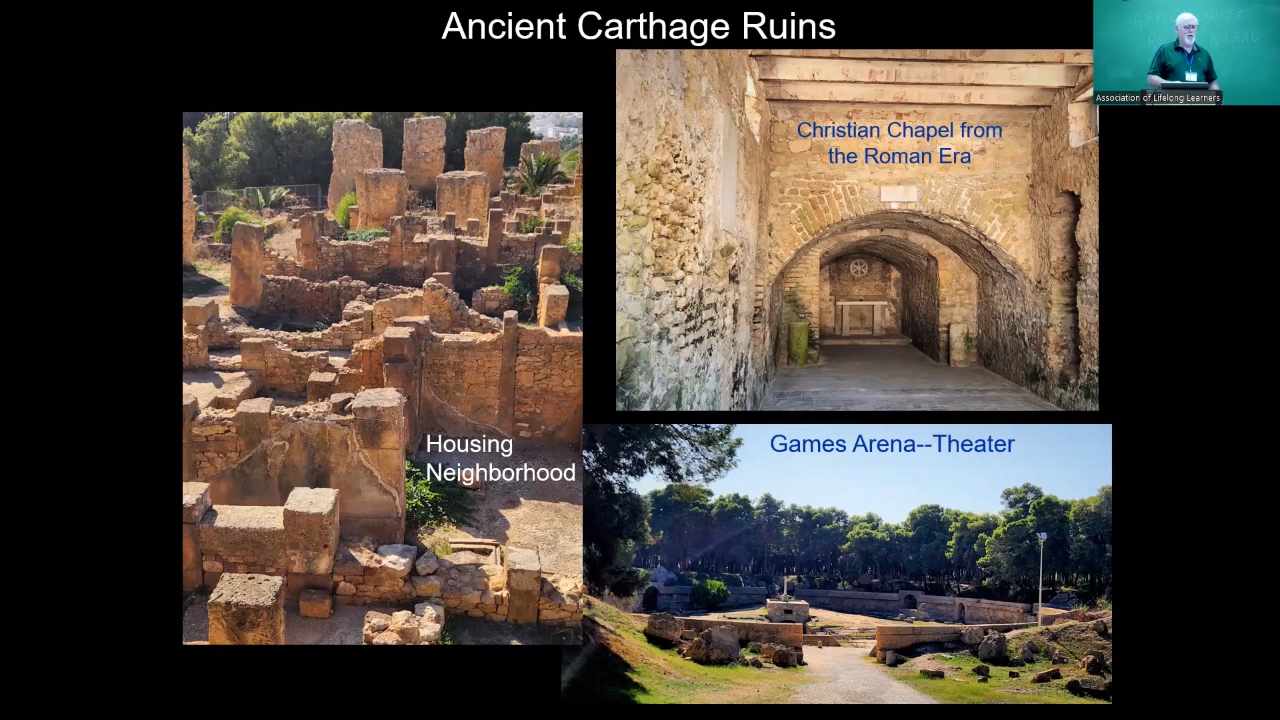 Ancient Carthage Ruins
Christian Chapel from
the Roman Era
Association of Lifelong Learners
Housing
Neighborhood
Games Arena--Theater